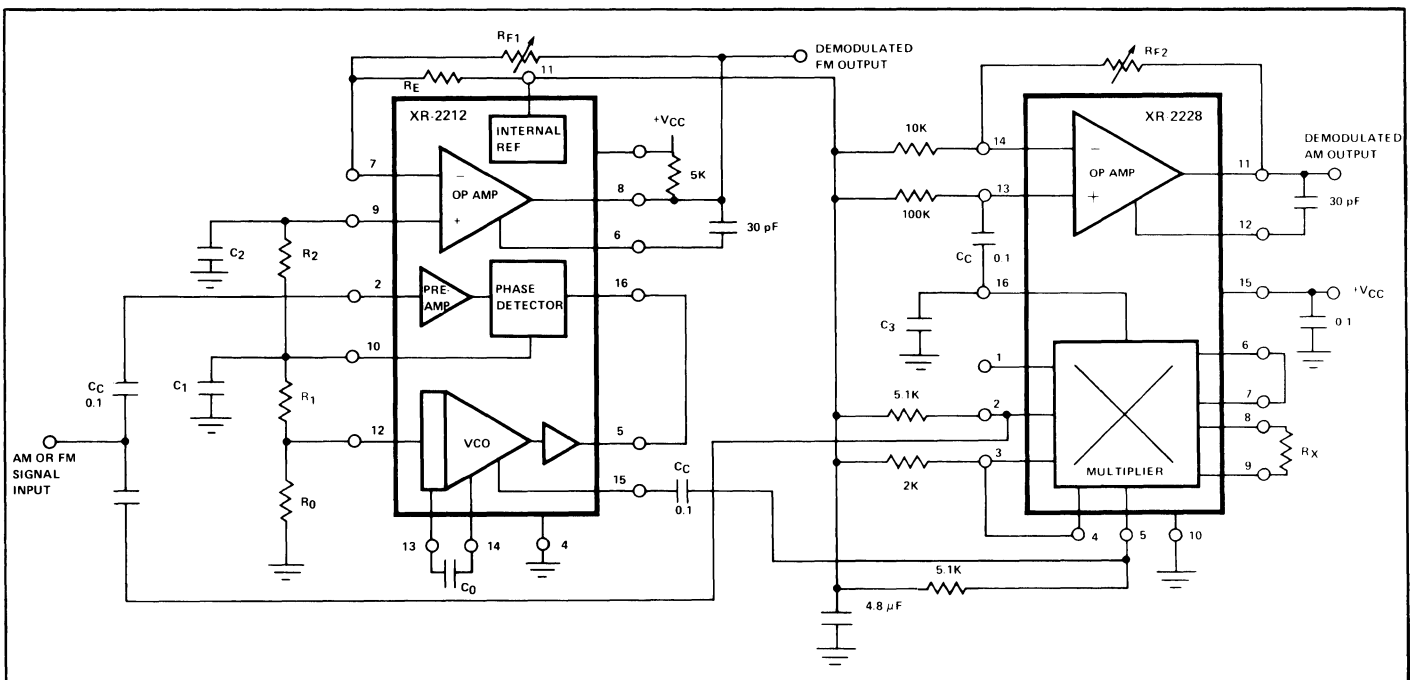 RF1
DEMODULATED
FM OUTPUT
RE
11
XR-2212
INTERNAL
REF
+VCC
5K
7
−
OP AMP
+
8
9
6
30 pF
C2
R2
2
PRE-
AMP
PHASE
DETECTOR
16
10
CC
0.1
C1
R1
12
VCO
5
AM OR FM
SIGNAL
INPUT
R0
15
CC
0.1
13
14
4
C0
RF2
XR-2228
10K
14
−
OP AMP
+
DEMODULATED
AM OUTPUT
11
100K
13
30 pF
12
CC
0.1
16
15
+VCC
0 1
C3
1
6
7
5.1K
2
8
RX
3
MULTIPLIER
9
2K
4
5
10
5.1K
4.8 µF